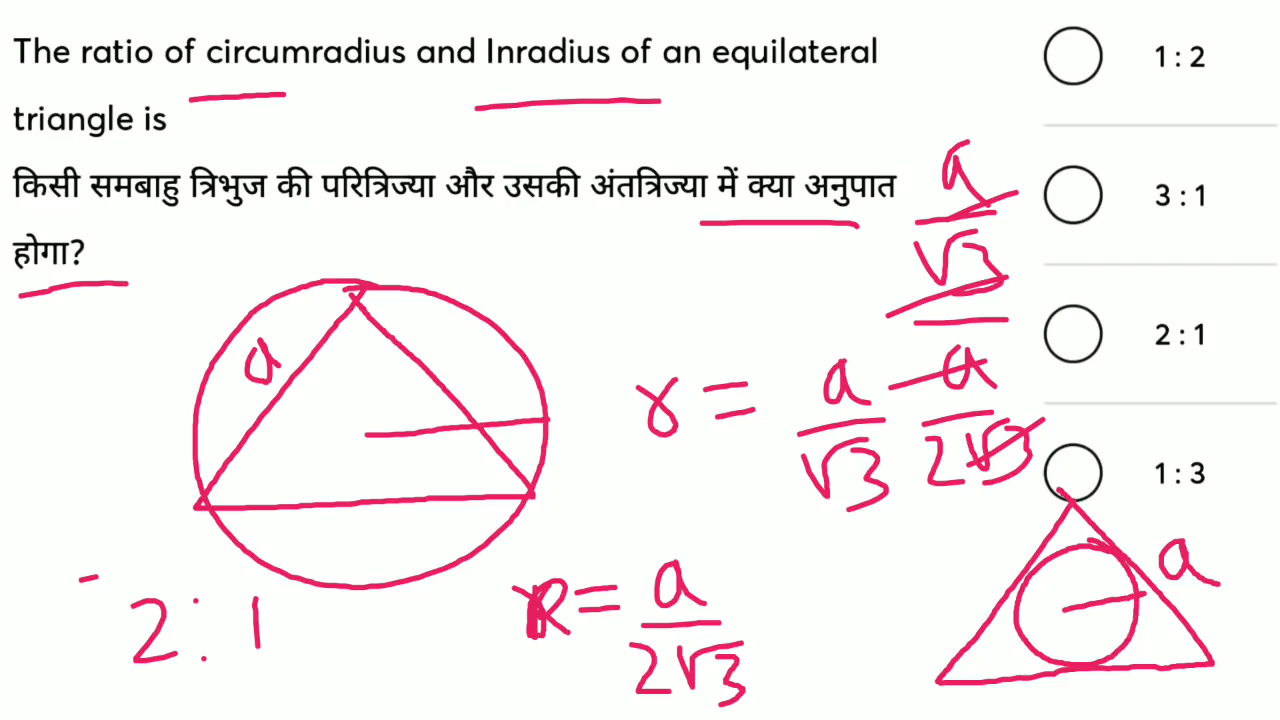 The ratio of circumradius and Inradius of an equilateral
triangle is
किसी समबाहु त्रिभुज की परित्रिज्या और उसकी अंतत्रिज्या में क्या अनुपात
होगा?
1 : 2
3 : 1
2 : 1
1 : 3
a
a
√3
r = a a
√3 2√3
a
R = a
2√3
2 : 1